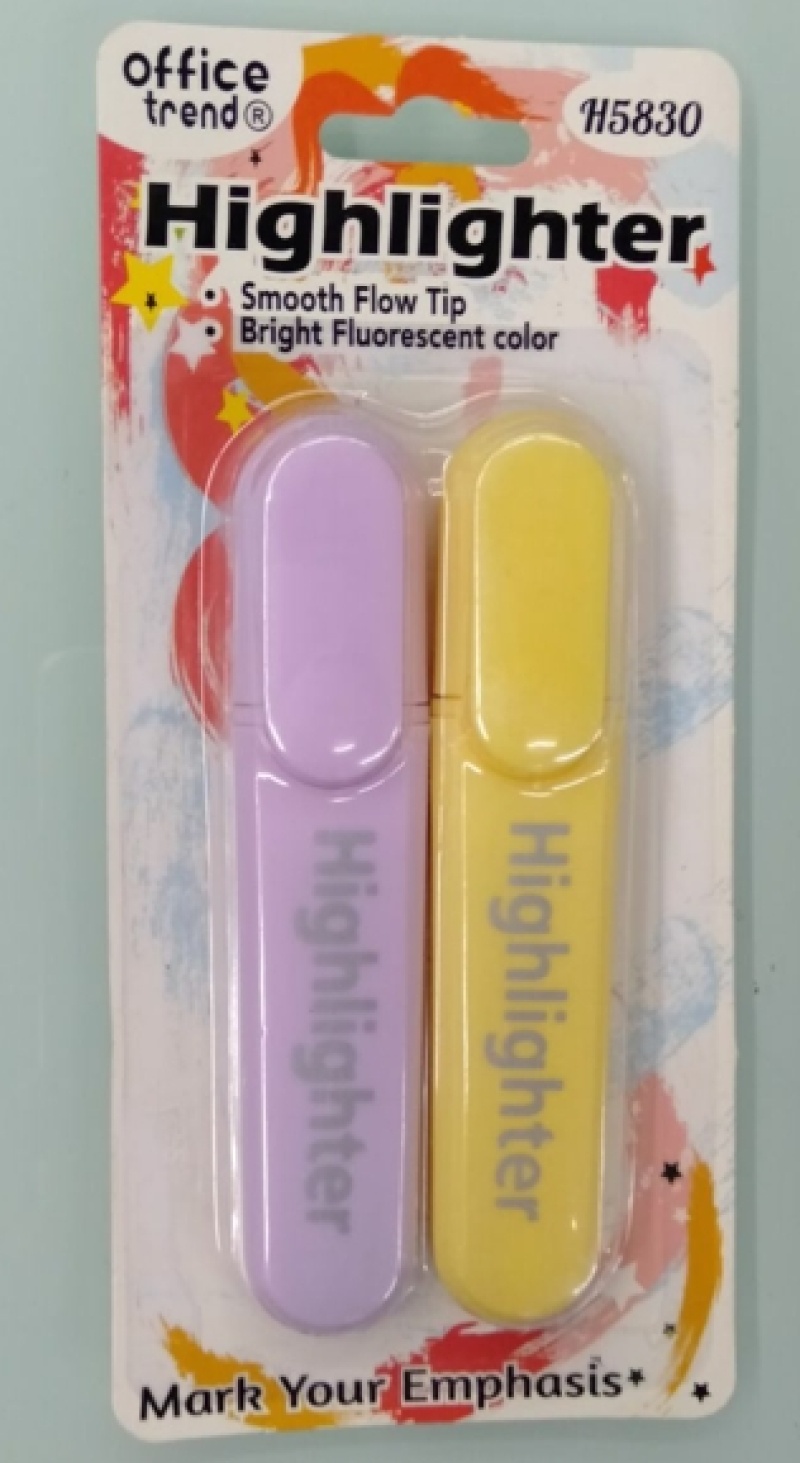 office
trend®
H5830
Highlighter
• Smooth Flow Tip
• Bright Fluorescent color
Highlighter
Highlighter
Mark Your Emphasis